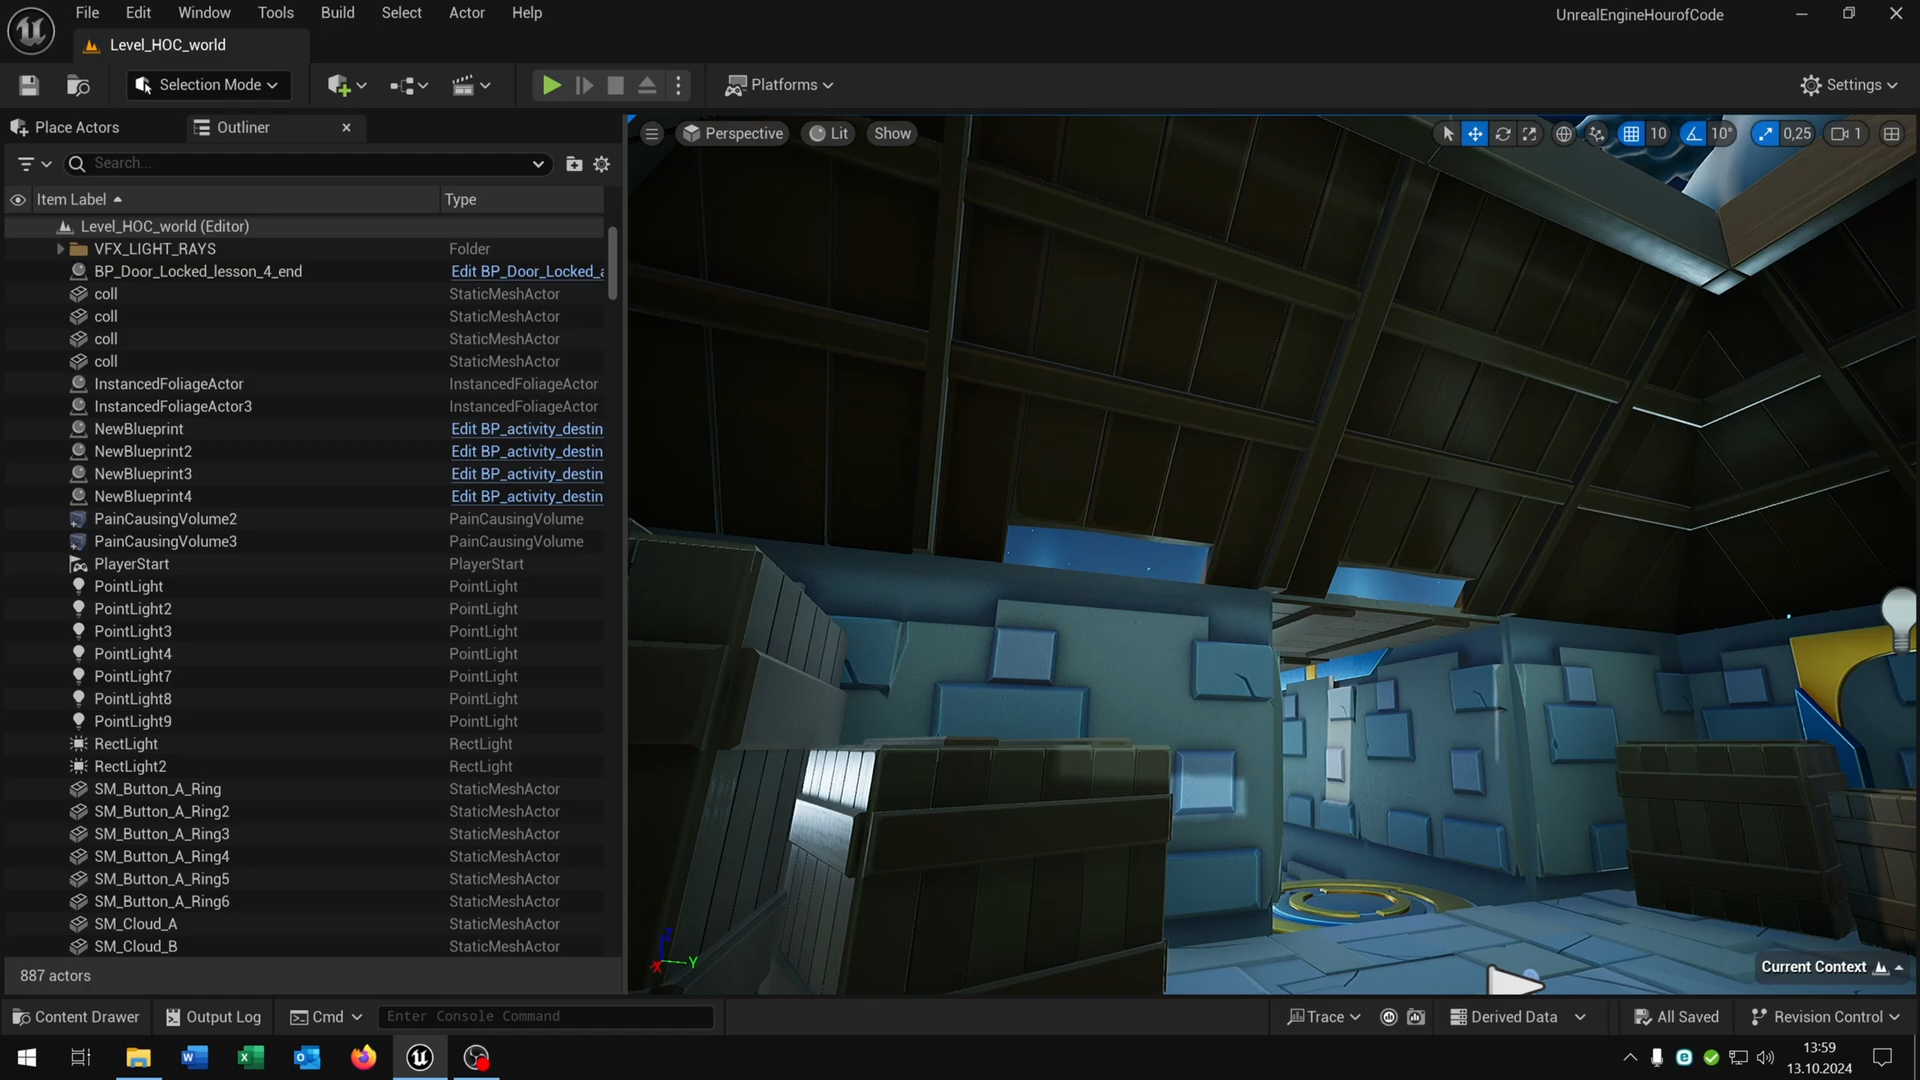 File Edit Window Tools Build Select Actor Help
UnrealEngineHourofCode
Level_HOC_world
Selection Mode
Platforms
Settings
Place Actors
Outliner
Perspective
Lit
Show
10
10°
0,25
1
Search...
Item Label
Type
Level_HOC_world (Editor)
VFX_LIGHT_RAYS Folder
BP_Door_Locked_lesson_4_end Edit BP_Door_Locked_a
coll StaticMeshActor
coll StaticMeshActor
coll StaticMeshActor
coll StaticMeshActor
InstancedFoliageActor InstancedFoliageActor
InstancedFoliageActor3 InstancedFoliageActor
NewBlueprint Edit BP_activity_destin
NewBlueprint2 Edit BP_activity_destin
NewBlueprint3 Edit BP_activity_destin
NewBlueprint4 Edit BP_activity_destin
PainCausingVolume2 PainCausingVolume
PainCausingVolume3 PainCausingVolume
PlayerStart PlayerStart
PointLight PointLight
PointLight2 PointLight
PointLight3 PointLight
PointLight4 PointLight
PointLight7 PointLight
PointLight8 PointLight
PointLight9 PointLight
RectLight RectLight
RectLight2 RectLight
SM_Button_A_Ring StaticMeshActor
SM_Button_A_Ring2 StaticMeshActor
SM_Button_A_Ring3 StaticMeshActor
SM_Button_A_Ring4 StaticMeshActor
SM_Button_A_Ring5 StaticMeshActor
SM_Button_A_Ring6 StaticMeshActor
SM_Cloud_A StaticMeshActor
SM_Cloud_B StaticMeshActor
887 actors
Z
X
Y
Current Context
Content Drawer
Output Log
Cmd
Enter Console Command
Trace
Derived Data
All Saved
Revision Control
13:59
13.10.2024